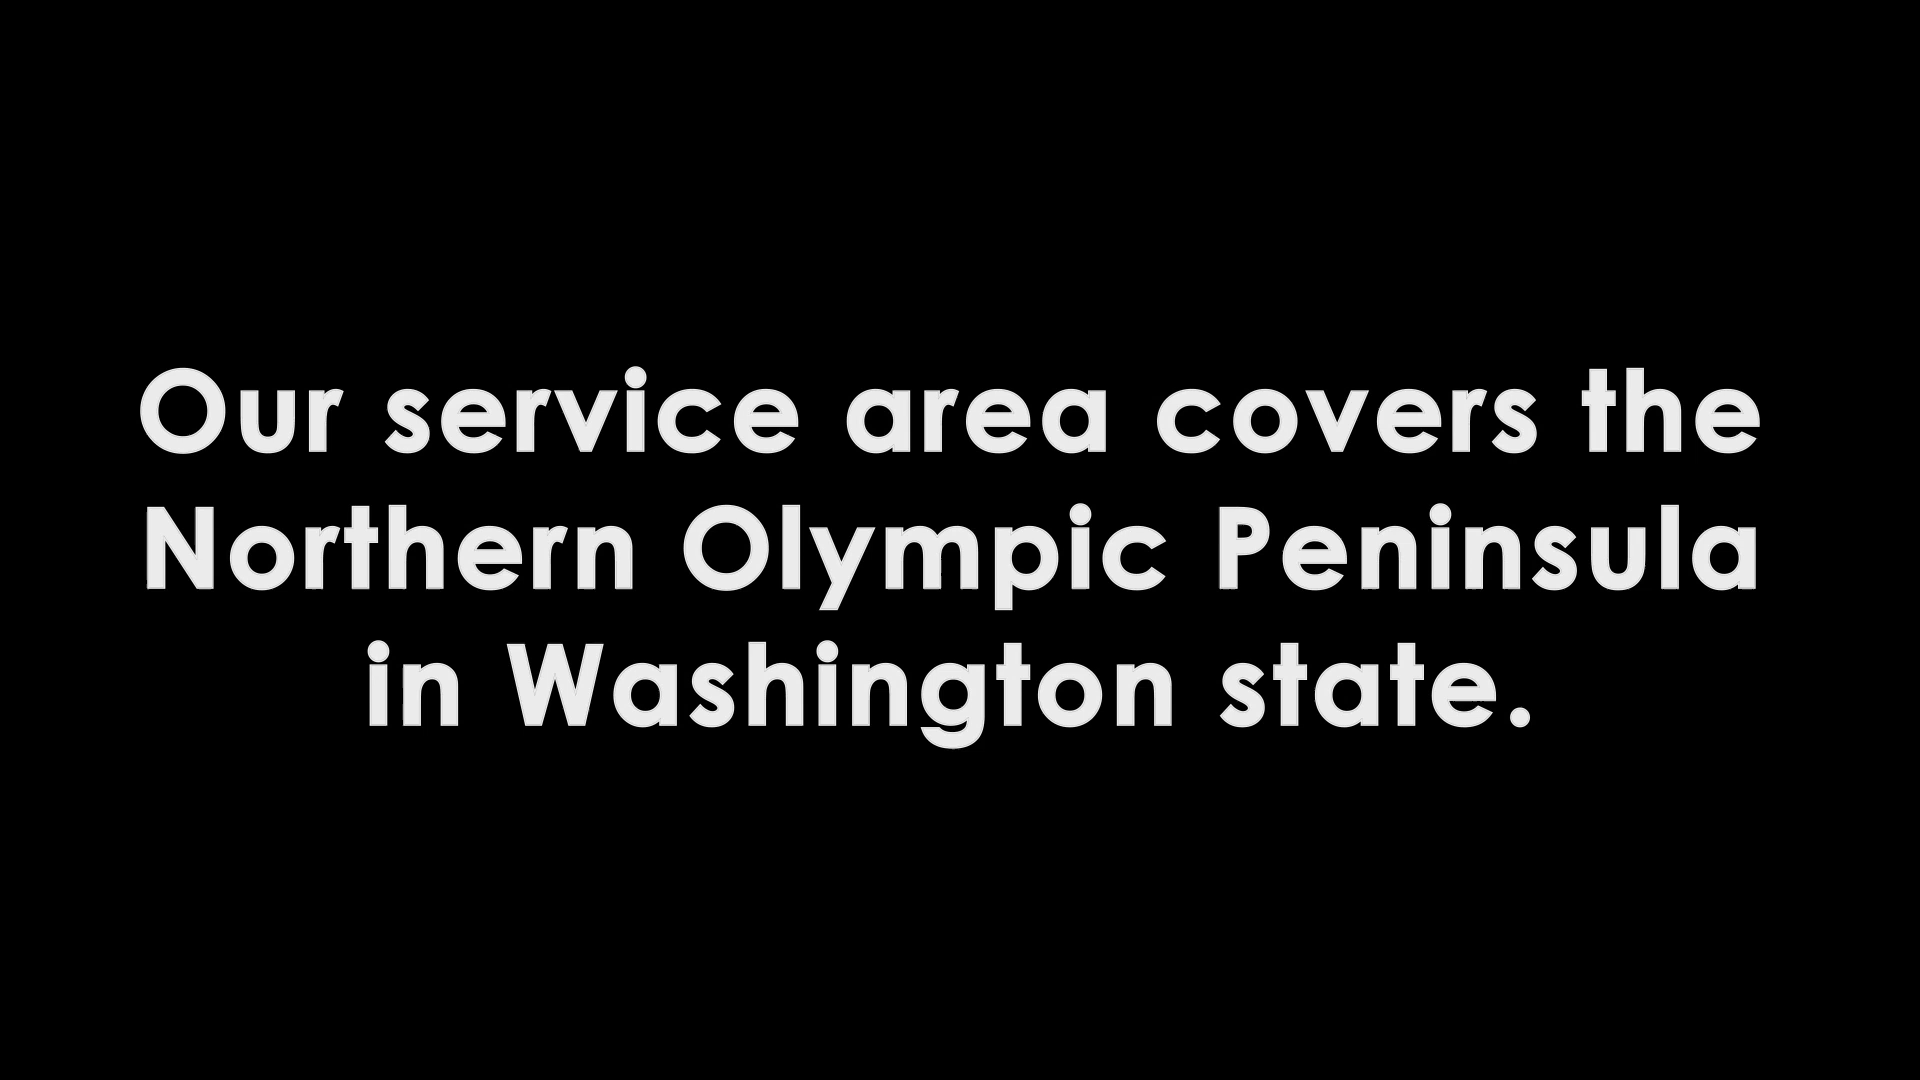 Our service area covers the
Northern Olympic Peninsula
in Washington state.